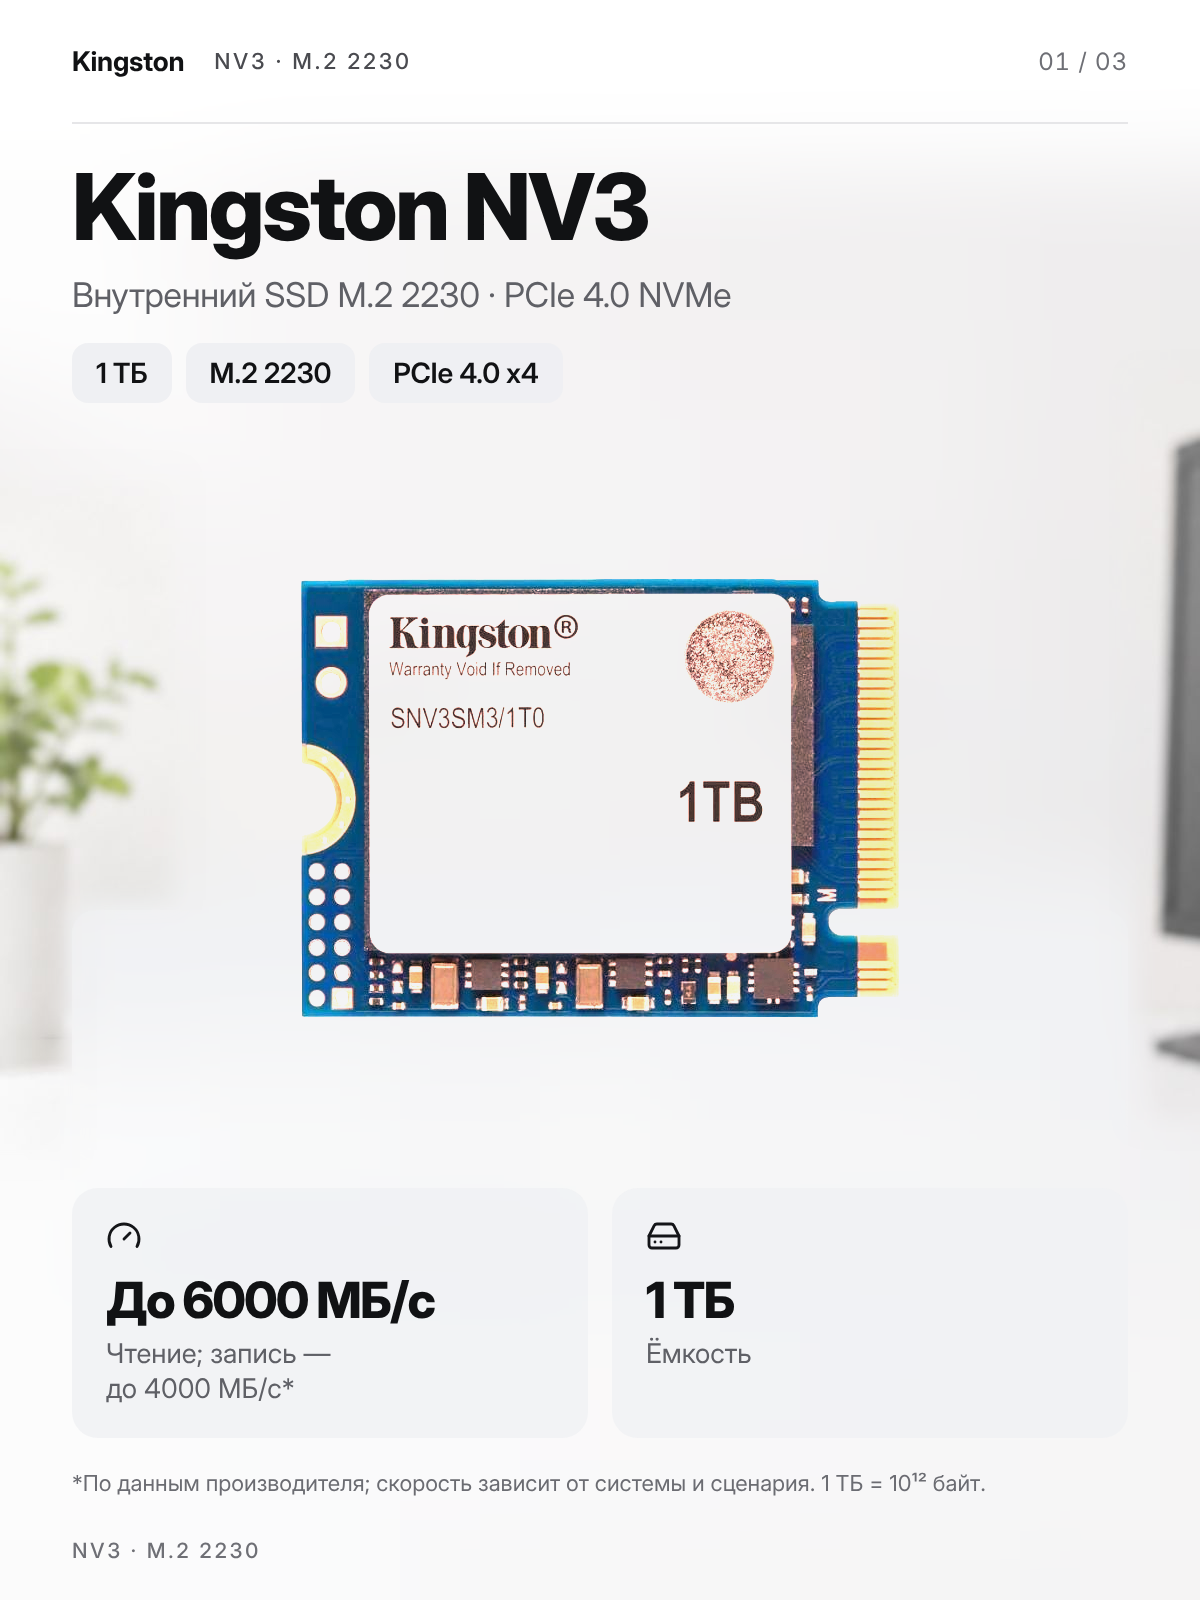 Kingston NV3 · M.2 2230 01 / 03
Kingston NV3
Внутренний SSD M.2 2230 · PCIe 4.0 NVMe
1 ТБ M.2 2230 PCIe 4.0 x4
Kingston®
Warranty Void If Removed
SNV3SM3/1T0
1TB
M
До 6000 МБ/с
Чтение; запись —
до 4000 МБ/с*
1 ТБ
Ёмкость
*По данным производителя; скорость зависит от системы и сценария. 1 ТБ = 10¹² байт.
NV3 · M.2 2230